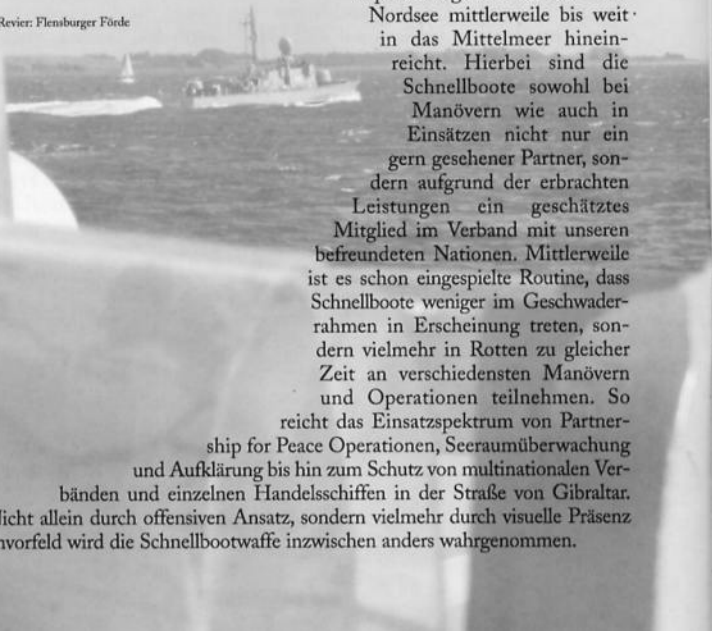 Revier: Flensburger Förde
Nordsee mittlerweile bis weit
in das Mittelmeer hinein-
reicht. Hierbei sind die
Schnellboote sowohl bei
Manövern wie auch in
Einsätzen nicht nur ein
gern gesehener Partner, son-
dern aufgrund der erbrachten
Leistungen ein geschätztes
Mitglied im Verband mit unseren
befreundeten Nationen. Mittlerweile
ist es schon eingespielte Routine, dass
Schnellboote weniger im Geschwader-
rahmen in Erscheinung treten, son-
dern vielmehr in Rotten zu gleicher
Zeit an verschiedensten Manövern
und Operationen teilnehmen. So
reicht das Einsatzspektrum von Partner-
ship for Peace Operationen, Seeraumüberwachung
und Aufklärung bis hin zum Schutz von multinationalen Ver-
bänden und einzelnen Handelsschiffen in der Straße von Gibraltar.
licht allein durch offensiven Ansatz, sondern vielmehr durch visuelle Präsenz
nvorfeld wird die Schnellbootwaffe inzwischen anders wahrgenommen.